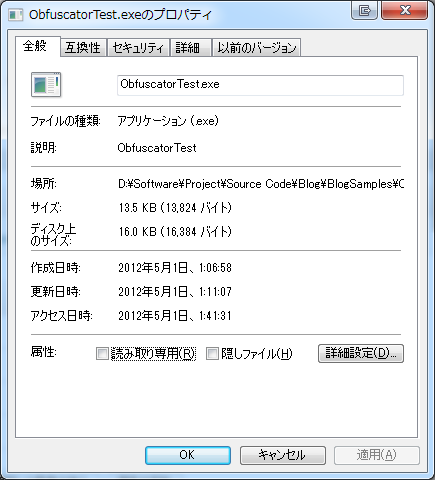 ObfuscatorTest.exeのプロパティ
全般 互換性 セキュリティ 詳細 以前のバージョン
ObfuscatorTest.exe
ファイルの種類: アプリケーション (.exe)
説明: ObfuscatorTest
場所: D:¥Software¥Project¥Source Code¥Blog¥BlogSamples¥
サイズ: 13.5 KB (13,824 バイト)
ディスク上
のサイズ: 16.0 KB (16,384 バイト)
作成日時: 2012年5月1日、1:06:58
更新日時: 2012年5月1日、1:11:07
アクセス日時: 2012年5月1日、1:41:31
属性: 読み取り専用(R) 隠しファイル(H) 詳細設定(D)...
OK キャンセル 適用(A)